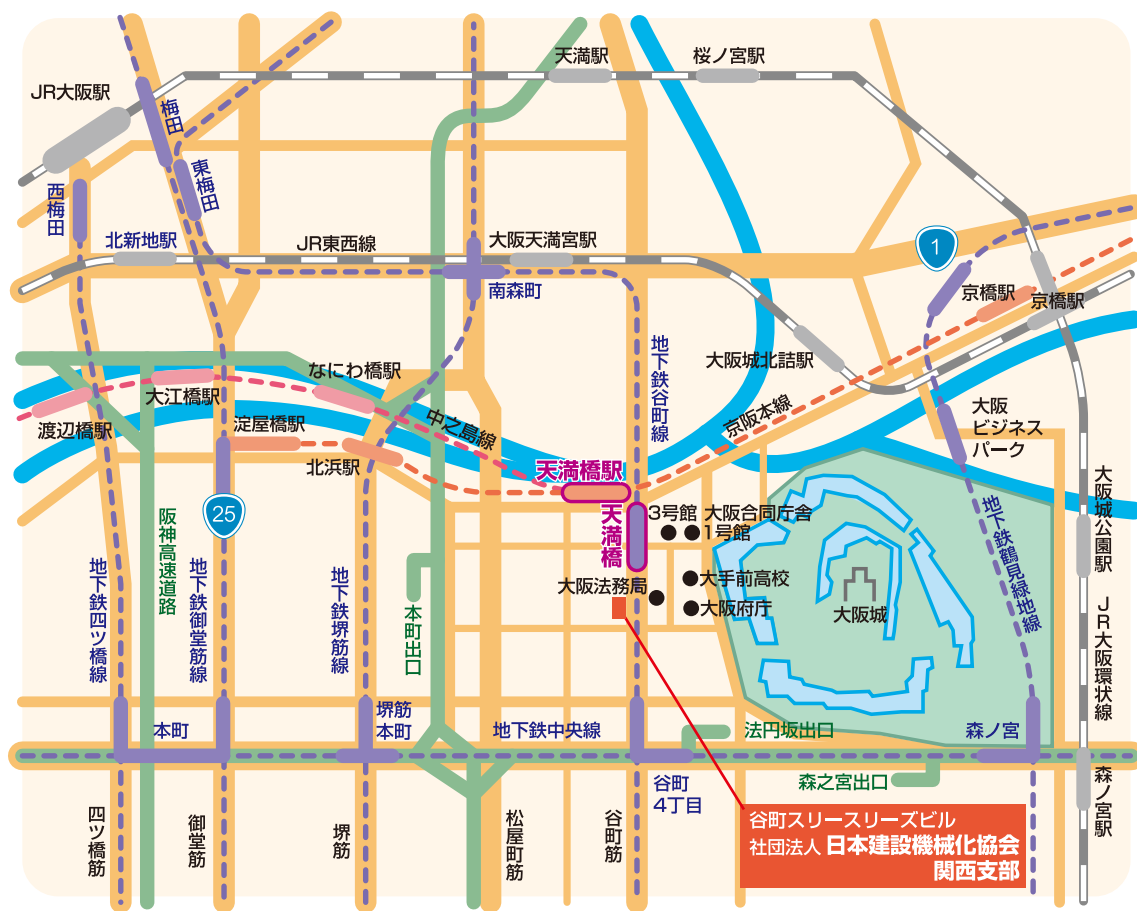 天満駅
桜ノ宮駅
JR大阪駅
梅田
東梅田
西梅田
北新地駅
JR東西線
大阪天満宮駅
南森町
1
京橋駅
京橋駅
地下鉄谷町線
大阪城北詰駅
なにわ橋駅
大江橋駅
渡辺橋駅
淀屋橋駅
中之島線
京阪本線
北浜駅
大阪
ビジネス
パーク
天満橋駅
天満橋
25
3号館
大阪合同庁舎
1号館
大阪法務局
大手前高校
大阪府庁
大阪城
大阪城公園駅
地下鉄鶴見緑地線
阪神高速道路
地下鉄四ツ橋線
地下鉄御堂筋線
地下鉄堺筋線
本町出口
JR大阪環状線
本町
堺筋
本町
地下鉄中央線
法円坂出口
森ノ宮
谷町
4丁目
森之宮出口
森ノ宮駅
四ツ橋筋
御堂筋
堺筋
松屋町筋
谷町筋
谷町スリースリーズビル
社団法人 日本建設機械化協会
関西支部